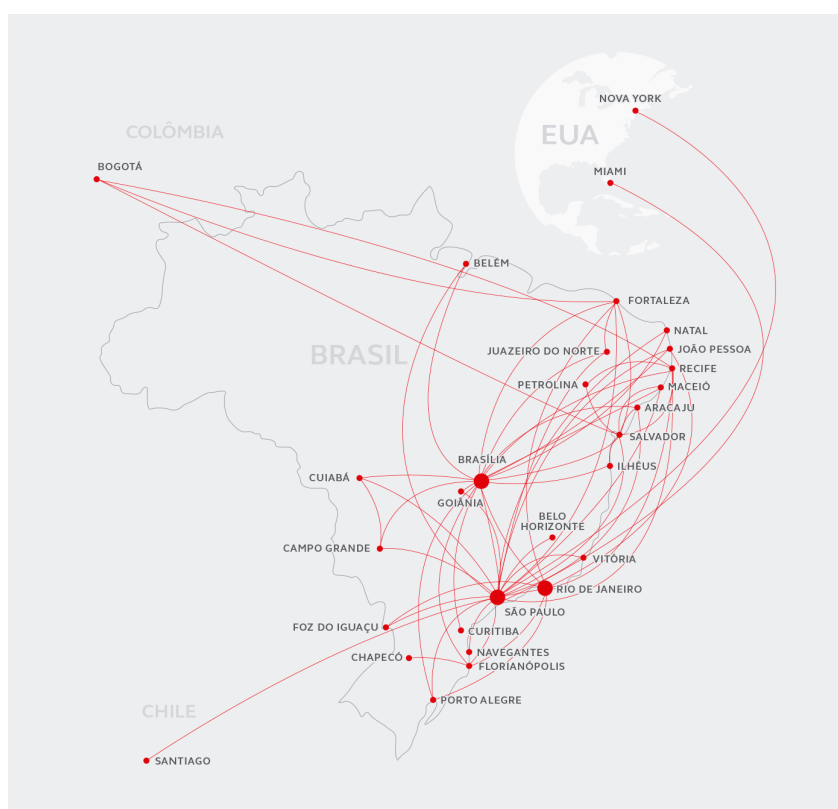 NOVA YORK
COLÔMBIA
EUA
BOGOTÁ
MIAMI
BELÉM
FORTALEZA
NATAL
JUAZEIRO DO NORTE
JOÃO PESSOA
BRASIL
RECIFE
PETROLINA
MACEIÓ
ARACAJU
SALVADOR
BRASÍLIA
ILHÉUS
CUIABÁ
GOIÂNIA
BELO
HORIZONTE
CAMPO GRANDE
VITÓRIA
RIO DE JANEIRO
SÃO PAULO
FOZ DO IGUAÇU
CURITIBA
NAVEGANTES
CHAPECÓ
FLORIANÓPOLIS
PORTO ALEGRE
CHILE
SANTIAGO